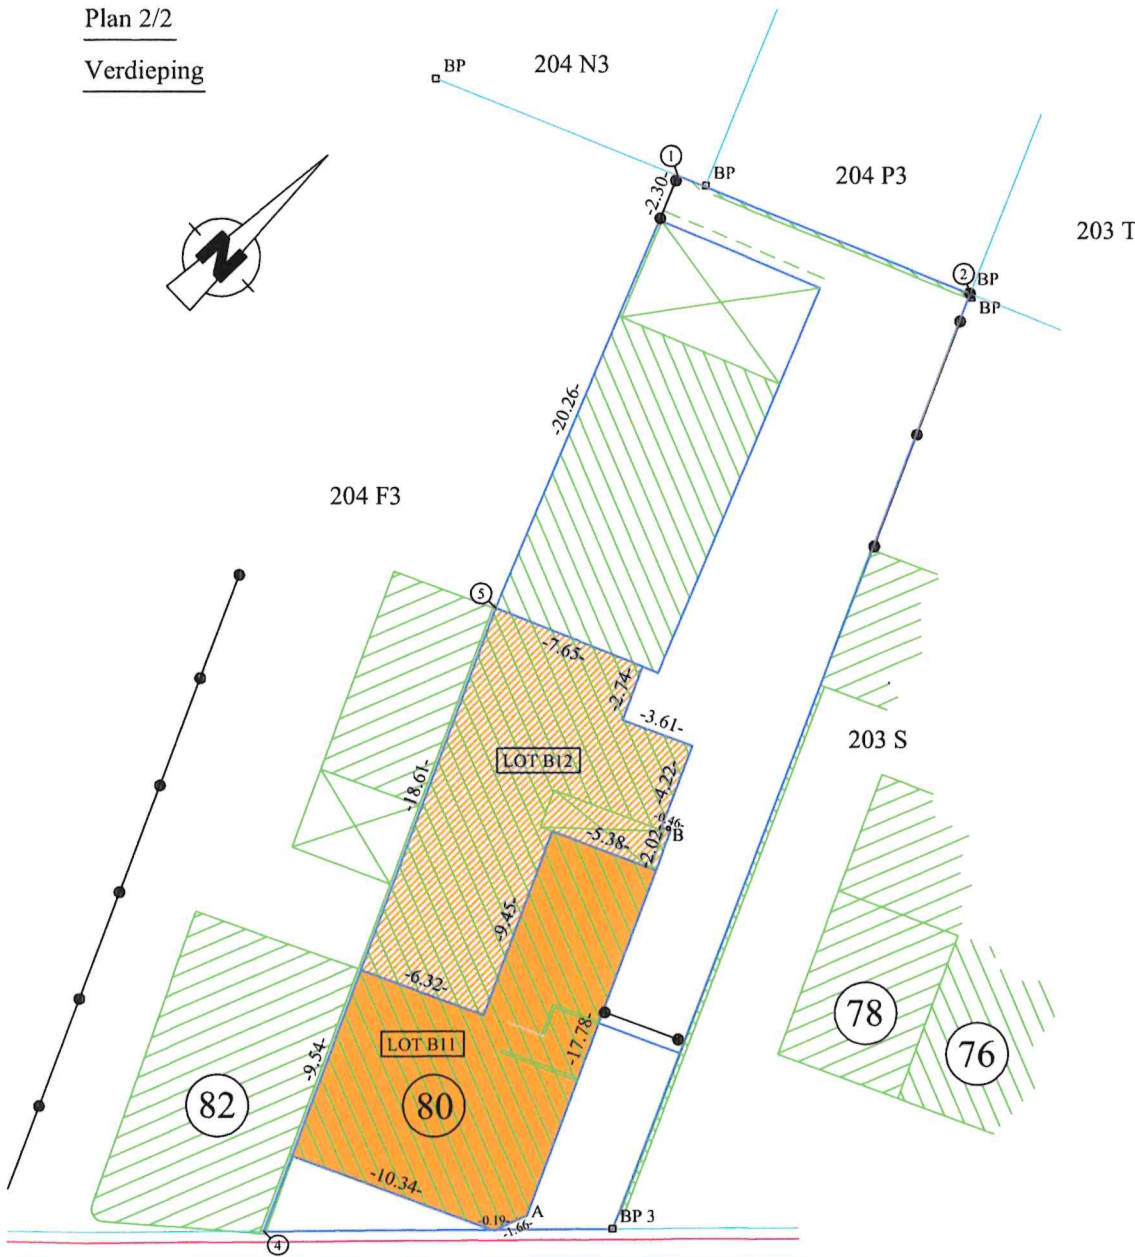 Plan 2/2
Verdieping
BP
204 N3
1
BP
204 P3
-2.30-
203 T
2
BP
BP
N
-20.26-
204 F3
5
-7.65-
-2.74-
-3.61-
LOT B12
203 S
-18.61-
-4.22-
-0.46-
B
-5.38-
-2.02-
-9.45-
-6.32-
78
LOT B11
-17.78-
76
-9.54-
82
80
-10.34-
-0.19-
A
-1.66-
BP 3
4